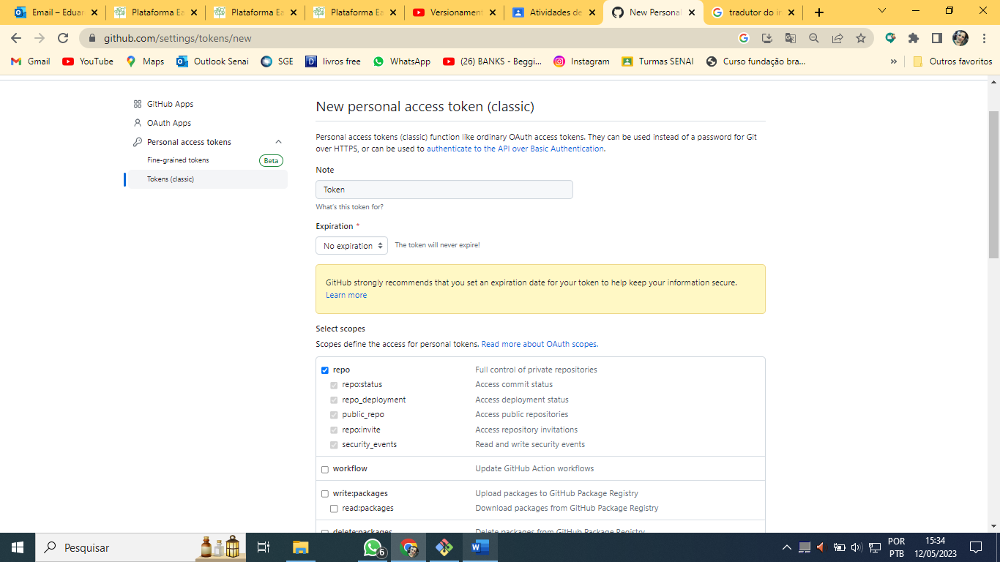 Email – Eduar
Plataforma Ea
Plataforma Ea
Plataforma Ea
Versionament
Atividades de
New Personal
tradutor do in
github.com/settings/tokens/new
Gmail
YouTube
Maps
Outlook Senai
SGE
livros free
WhatsApp
(26) BANKS - Beggi...
Instagram
Turmas SENAI
Curso fundação bra...
»
Outros favoritos
GitHub Apps
OAuth Apps
Personal access tokens
Fine-grained tokens
Beta
Tokens (classic)
New personal access token (classic)
Personal access tokens (classic) function like ordinary OAuth access tokens. They can be used instead of a password for Git
over HTTPS, or can be used to authenticate to the API over Basic Authentication.
Note
Token
What's this token for?
Expiration *
No expiration
The token will never expire!
GitHub strongly recommends that you set an expiration date for your token to help keep your information secure.
Learn more
Select scopes
Scopes define the access for personal tokens. Read more about OAuth scopes.
repo Full control of private repositories
repo:status Access commit status
repo_deployment Access deployment status
public_repo Access public repositories
repo:invite Access repository invitations
security_events Read and write security events
workflow Update GitHub Action workflows
write:packages Upload packages to GitHub Package Registry
read:packages Download packages from GitHub Package Registry
delete:packages Delete packages from GitHub Package Registry
Pesquisar
6
POR
PTB
15:34
12/05/2023